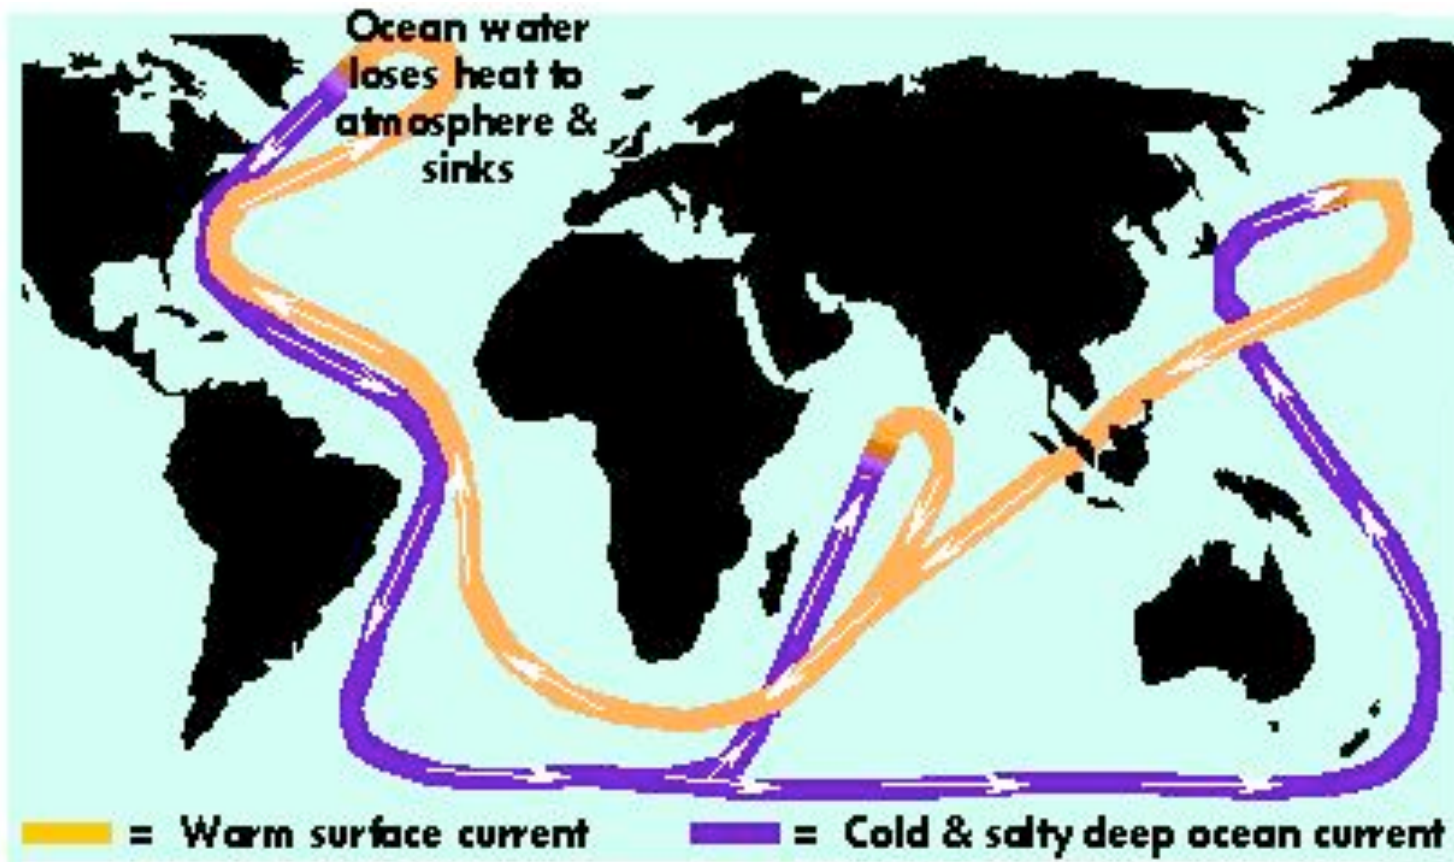 Ocean water
loses heat to
atmosphere &
sinks
= Warm surface current
= Cold & salty deep ocean current